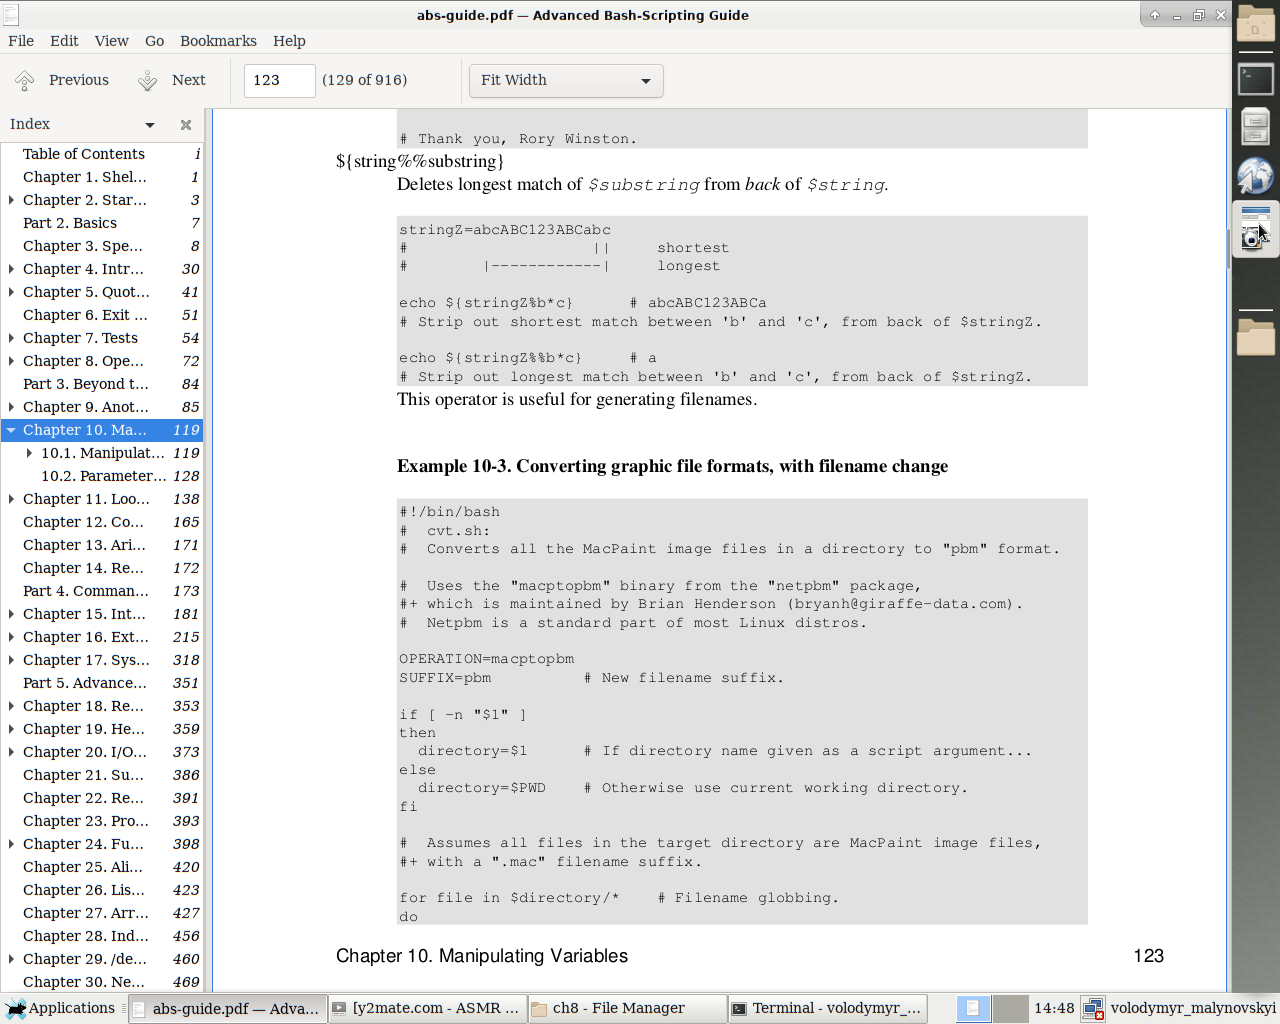 abs-guide.pdf — Advanced Bash-Scripting Guide
File Edit View Go Bookmarks Help
Previous Next 123 (129 of 916) Fit Width
Index
Table of Contents i
Chapter 1. Shel... 1
Chapter 2. Star... 3
Part 2. Basics 7
Chapter 3. Spe... 8
Chapter 4. Intr... 30
Chapter 5. Quot... 41
Chapter 6. Exit ... 51
Chapter 7. Tests 54
Chapter 8. Ope... 72
Part 3. Beyond t... 84
Chapter 9. Anot... 85
Chapter 10. Ma... 119
10.1. Manipulat... 119
10.2. Parameter... 128
Chapter 11. Loo... 138
Chapter 12. Co... 165
Chapter 13. Ari... 171
Chapter 14. Re... 172
Part 4. Comman... 173
Chapter 15. Int... 181
Chapter 16. Ext... 215
Chapter 17. Sys... 318
Part 5. Advance... 351
Chapter 18. Re... 353
Chapter 19. He... 359
Chapter 20. I/O... 373
Chapter 21. Su... 386
Chapter 22. Re... 391
Chapter 23. Pro... 393
Chapter 24. Fu... 398
Chapter 25. Ali... 420
Chapter 26. Lis... 423
Chapter 27. Arr... 427
Chapter 28. Ind... 456
Chapter 29. /de... 460
Chapter 30. Ne... 469
# Thank you, Rory Winston.
${string%%substring}
Deletes longest match of $substring from back of $string.
stringZ=abcABC123ABCabc
#                    ||     shortest
#        |------------|     longest
echo ${stringZ%b*c}      # abcABC123ABCa
# Strip out shortest match between 'b' and 'c', from back of $stringZ.
echo ${stringZ%%b*c}     # a
# Strip out longest match between 'b' and 'c', from back of $stringZ.
This operator is useful for generating filenames.
Example 10-3. Converting graphic file formats, with filename change
#!/bin/bash
#  cvt.sh:
#  Converts all the MacPaint image files in a directory to "pbm" format.
#  Uses the "macptopbm" binary from the "netpbm" package,
#+ which is maintained by Brian Henderson (bryanh@giraffe-data.com).
#  Netpbm is a standard part of most Linux distros.
OPERATION=macptopbm
SUFFIX=pbm          # New filename suffix.
if [ -n "$1" ]
then
  directory=$1      # If directory name given as a script argument...
else
  directory=$PWD    # Otherwise use current working directory.
fi
#  Assumes all files in the target directory are MacPaint image files,
#+ with a ".mac" filename suffix.
for file in $directory/*    # Filename globbing.
do
Chapter 10. Manipulating Variables 123
Applications abs-guide.pdf — Adva... [y2mate.com - ASMR ... ch8 - File Manager Terminal - volodymyr_... 14:48 volodymyr_malynovskyi